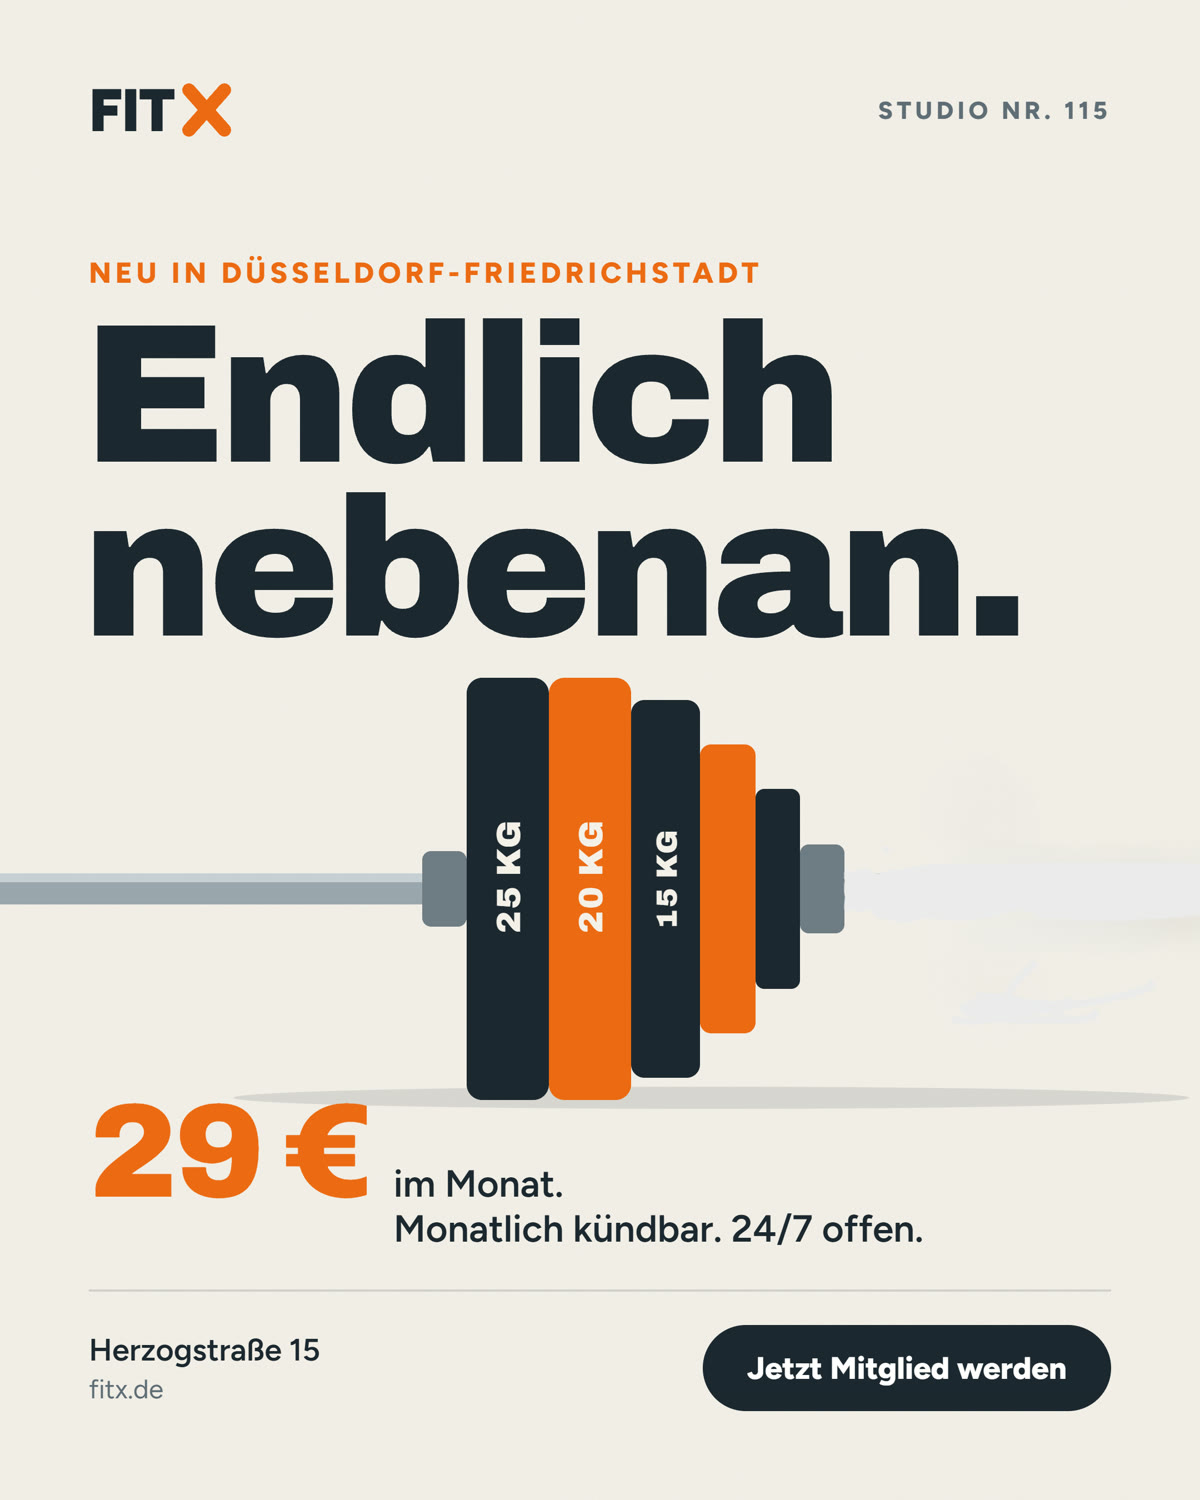 FITX
STUDIO NR. 115
NEU IN DÜSSELDORF-FRIEDRICHSTADT
Endlich
nebenan.
25 KG
20 KG
15 KG
29 €
im Monat.
Monatlich kündbar. 24/7 offen.
Herzogstraße 15
fitx.de
Jetzt Mitglied werden